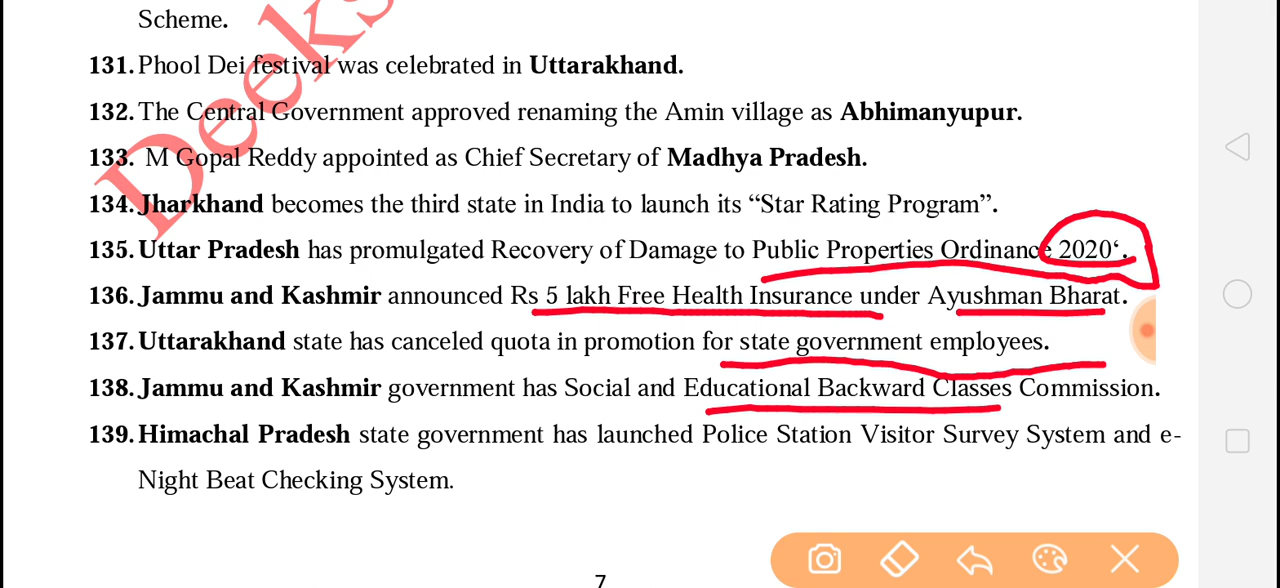 Scheme.
131. Phool Dei festival was celebrated in Uttarakhand.
132. The Central Government approved renaming the Amin village as Abhimanyupur.
133. M Gopal Reddy appointed as Chief Secretary of Madhya Pradesh.
134. Jharkhand becomes the third state in India to launch its “Star Rating Program”.
135. Uttar Pradesh has promulgated Recovery of Damage to Public Properties Ordinance 2020‘.
136. Jammu and Kashmir announced Rs 5 lakh Free Health Insurance under Ayushman Bharat.
137. Uttarakhand state has canceled quota in promotion for state government employees.
138. Jammu and Kashmir government has Social and Educational Backward Classes Commission.
139. Himachal Pradesh state government has launched Police Station Visitor Survey System and e-
Night Beat Checking System.
7
Deeks